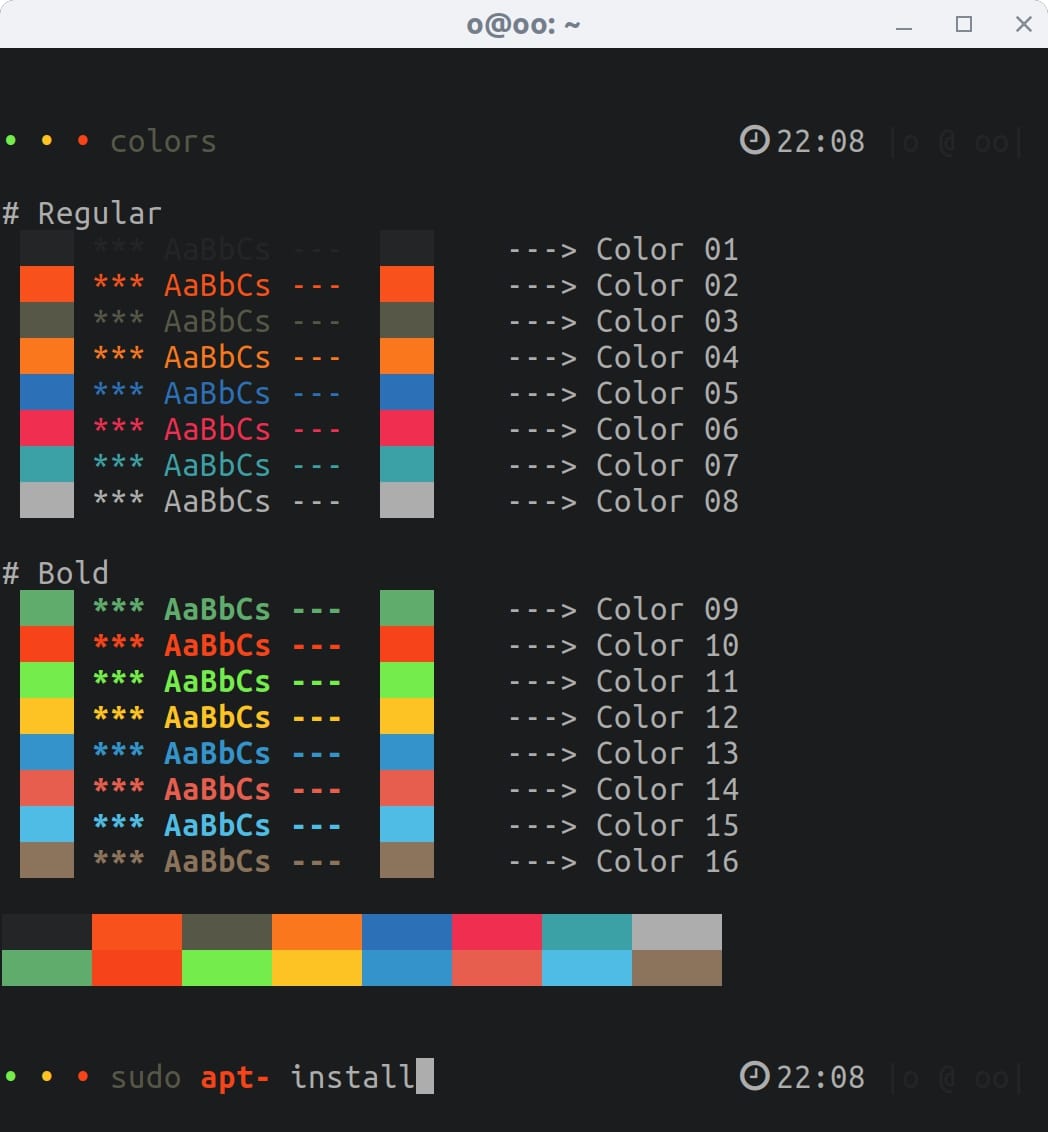 o@oo: ~
• • • colors 22:08 |o @ oo|
# Regular
*** AaBbCs --- ---> Color 01
*** AaBbCs --- ---> Color 02
*** AaBbCs --- ---> Color 03
*** AaBbCs --- ---> Color 04
*** AaBbCs --- ---> Color 05
*** AaBbCs --- ---> Color 06
*** AaBbCs --- ---> Color 07
*** AaBbCs --- ---> Color 08
# Bold
*** AaBbCs --- ---> Color 09
*** AaBbCs --- ---> Color 10
*** AaBbCs --- ---> Color 11
*** AaBbCs --- ---> Color 12
*** AaBbCs --- ---> Color 13
*** AaBbCs --- ---> Color 14
*** AaBbCs --- ---> Color 15
*** AaBbCs --- ---> Color 16
• • • sudo apt- install 22:08 |o @ oo|